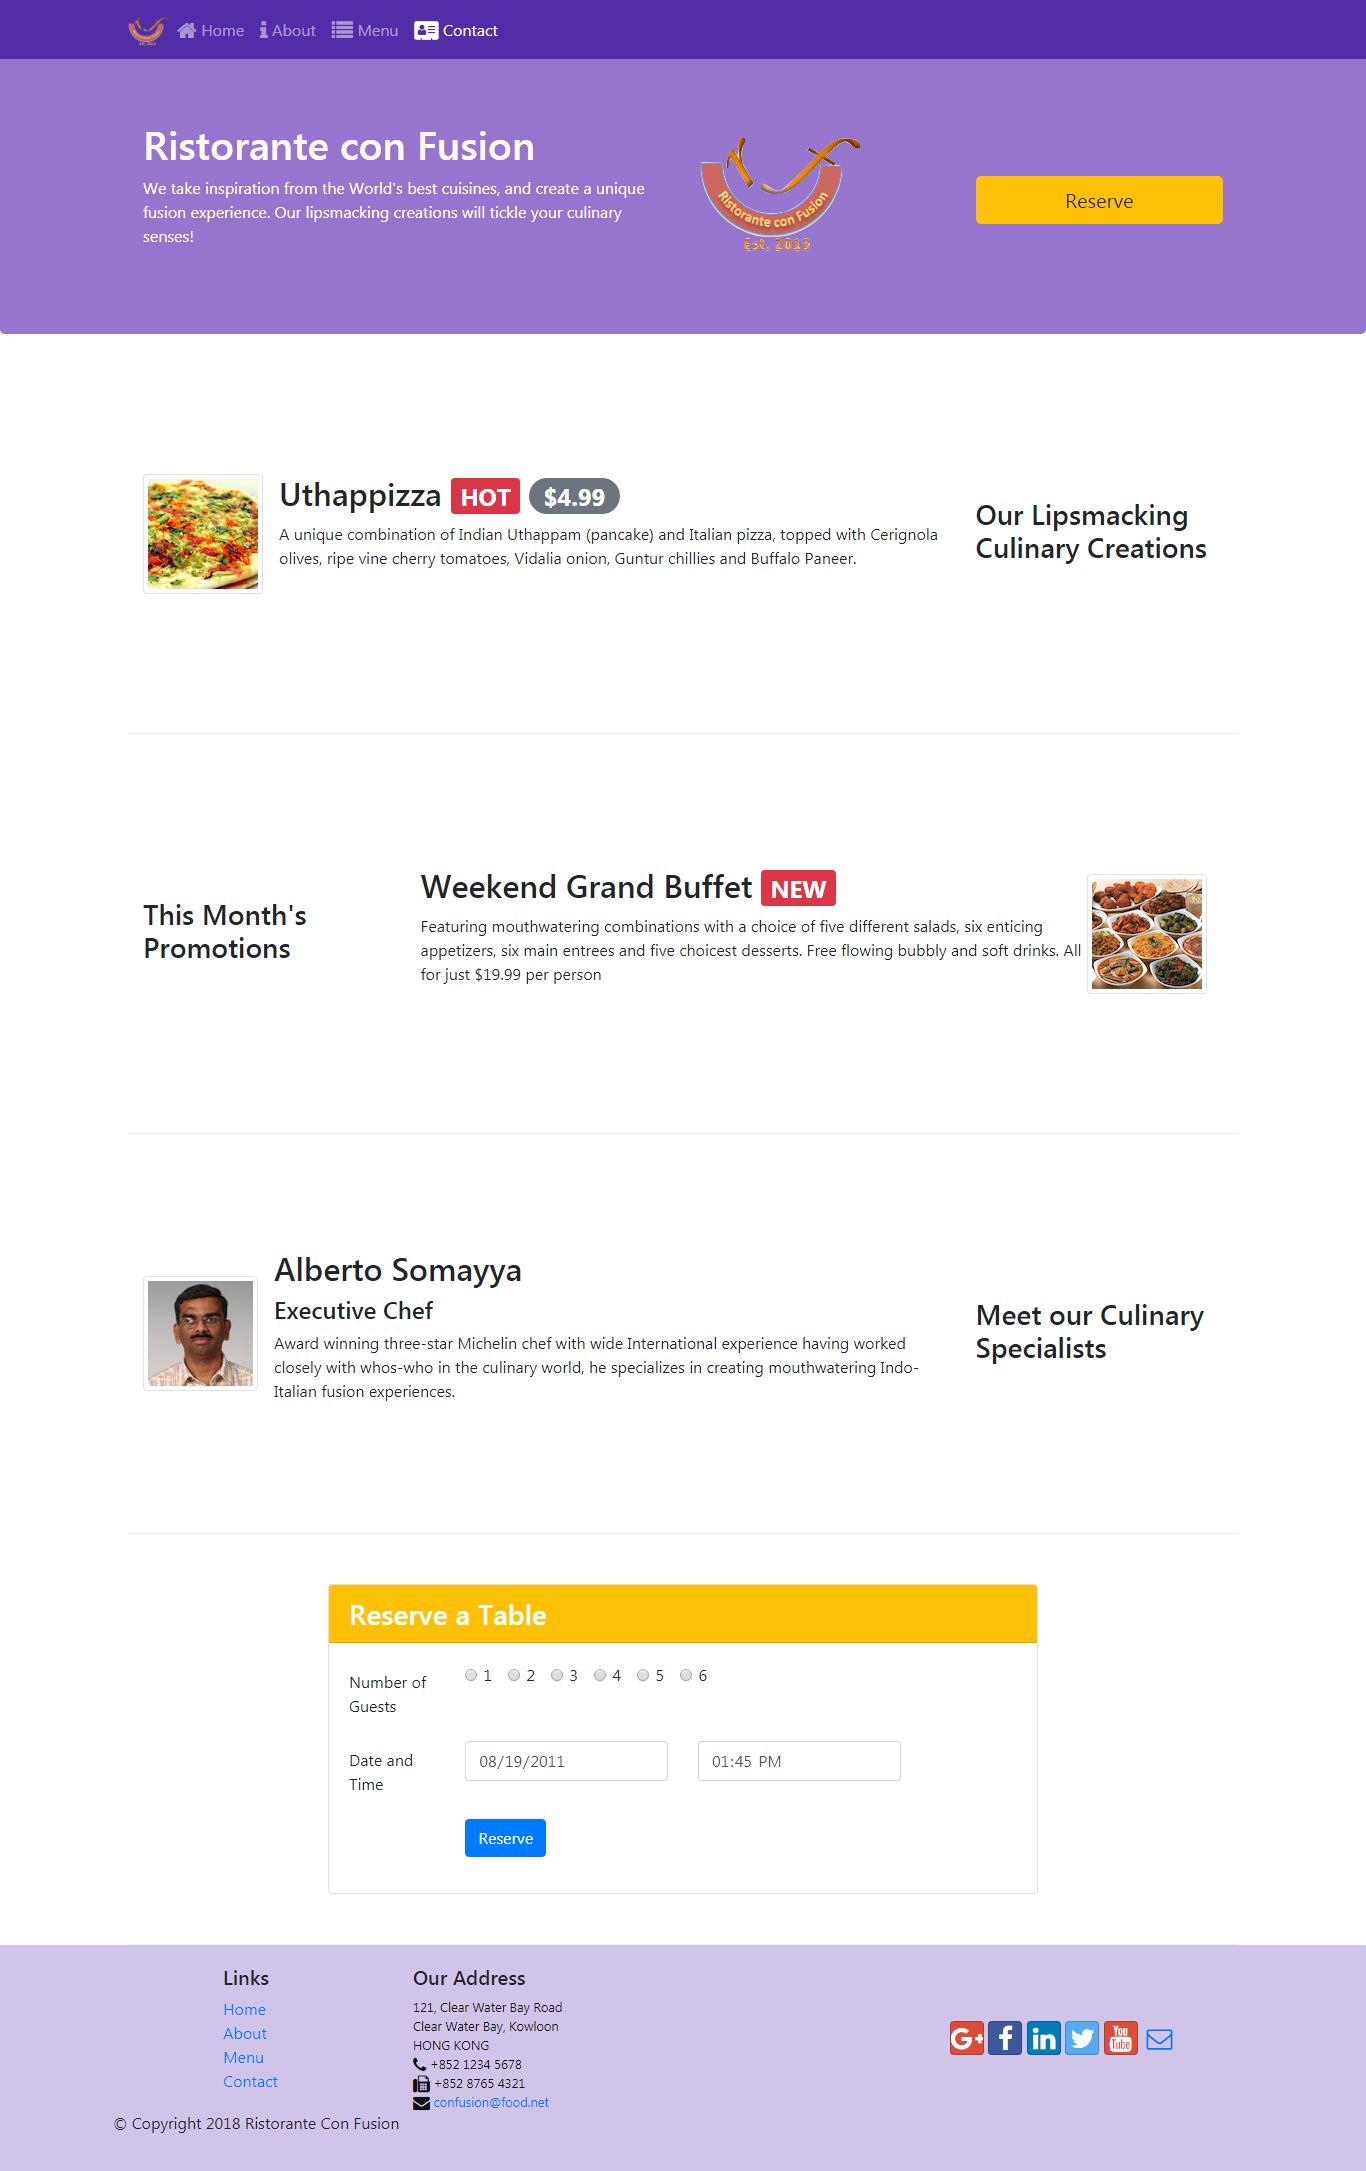 Home About Menu Contact
Ristorante con Fusion
We take inspiration from the World's best cuisines, and create a unique
fusion experience. Our lipsmacking creations will tickle your culinary
senses!
Ristorante con Fusion
Est. 2013
Reserve
Uthappizza HOT $4.99
A unique combination of Indian Uthappam (pancake) and Italian pizza, topped with Cerignola
olives, ripe vine cherry tomatoes, Vidalia onion, Guntur chillies and Buffalo Paneer.
Our Lipsmacking
Culinary Creations
This Month's
Promotions
Weekend Grand Buffet NEW
Featuring mouthwatering combinations with a choice of five different salads, six enticing
appetizers, six main entrees and five choicest desserts. Free flowing bubbly and soft drinks. All
for just $19.99 per person
Alberto Somayya
Executive Chef
Award winning three-star Michelin chef with wide International experience having worked
closely with whos-who in the culinary world, he specializes in creating mouthwatering Indo-
Italian fusion experiences.
Meet our Culinary
Specialists
Reserve a Table
Number of
Guests
1 2 3 4 5 6
Date and
Time
08/19/2011 01:45 PM
Reserve
Links
Home
About
Menu
Contact
Our Address
121, Clear Water Bay Road
Clear Water Bay, Kowloon
HONG KONG
+852 1234 5678
+852 8765 4321
confusion@food.net
G+ f in You Tube
© Copyright 2018 Ristorante Con Fusion